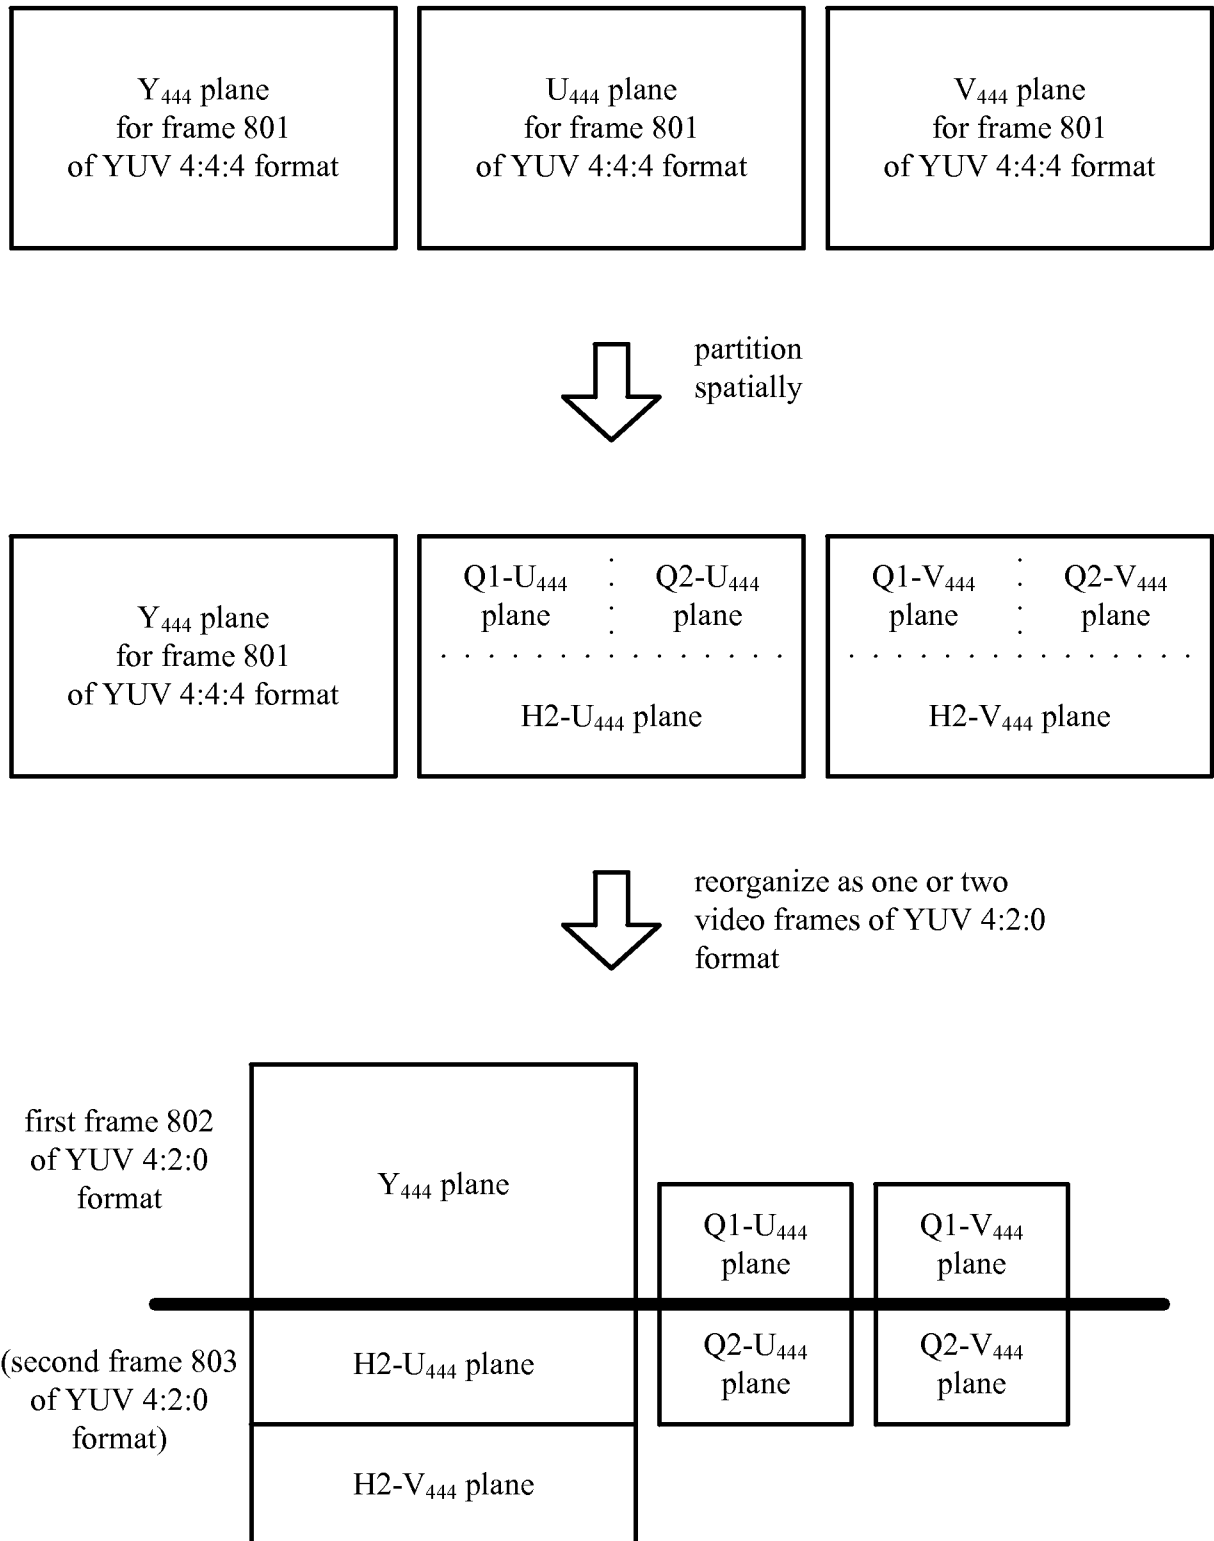 Y₄₄₄ plane
for frame 801
of YUV 4:4:4 format
U₄₄₄ plane
for frame 801
of YUV 4:4:4 format
V₄₄₄ plane
for frame 801
of YUV 4:4:4 format
partition
spatially
Y₄₄₄ plane
for frame 801
of YUV 4:4:4 format
Q1-U₄₄₄
plane
Q2-U₄₄₄
plane
H2-U₄₄₄ plane
Q1-V₄₄₄
plane
Q2-V₄₄₄
plane
H2-V₄₄₄ plane
reorganize as one or two
video frames of YUV 4:2:0
format
first frame 802
of YUV 4:2:0
format
Y₄₄₄ plane
Q1-U₄₄₄
plane
Q1-V₄₄₄
plane
(second frame 803
of YUV 4:2:0
format)
H2-U₄₄₄ plane
Q2-U₄₄₄
plane
Q2-V₄₄₄
plane
H2-V₄₄₄ plane